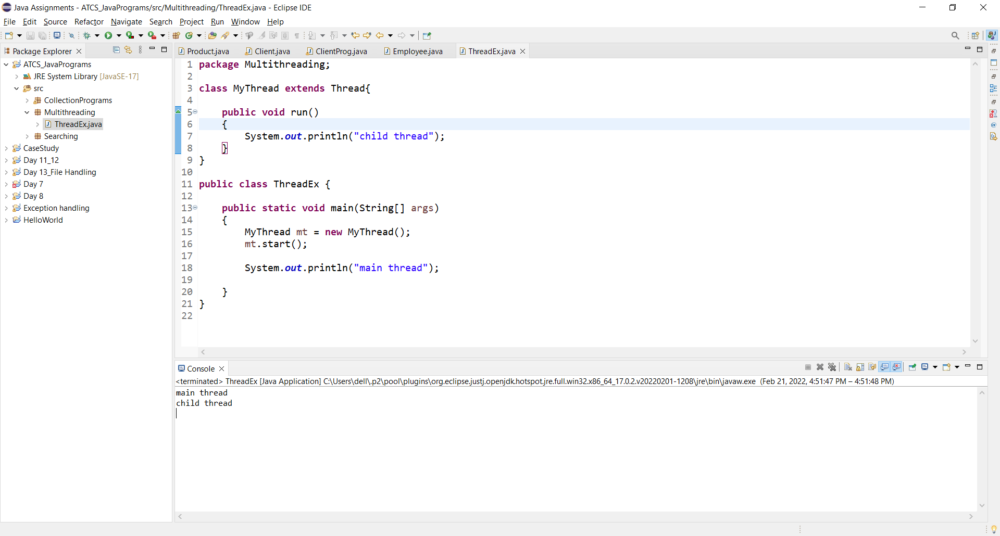 Java Assignments - ATCS_JavaPrograms/src/Multithreading/ThreadEx.java - Eclipse IDE
File Edit Source Refactor Navigate Search Project Run Window Help
Package Explorer
ATCS_JavaPrograms
JRE System Library [JavaSE-17]
src
CollectionPrograms
Multithreading
ThreadEx.java
Searching
CaseStudy
Day 11_12
Day 13_File Handling
Day 7
Day 8
Exception handling
HelloWorld
Product.java Client.java ClientProg.java Employee.java ThreadEx.java
1 package Multithreading;
2
3 class MyThread extends Thread{
4
5     public void run()
6     {
7         System.out.println("child thread");
8     }
9 }
10
11 public class ThreadEx {
12
13     public static void main(String[] args)
14     {
15         MyThread mt = new MyThread();
16         mt.start();
17
18         System.out.println("main thread");
19
20     }
21 }
22
Console
<terminated> ThreadEx [Java Application] C:\Users\dell\.p2\pool\plugins\org.eclipse.justj.openjdk.hotspot.jre.full.win32.x86_64_17.0.2.v20220201-1208\jre\bin\javaw.exe (Feb 21, 2022, 4:51:47 PM – 4:51:48 PM)
main thread
child thread